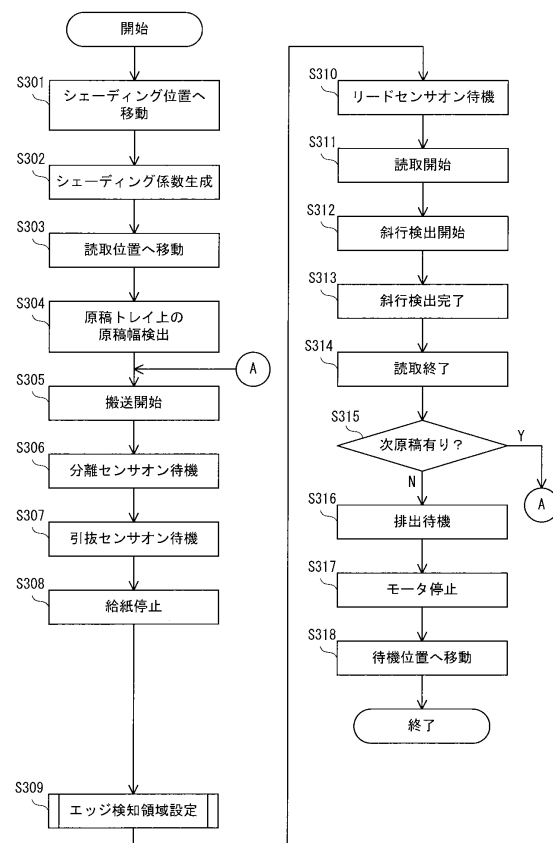 開始
S301
シェーディング位置へ
移動
S302
シェーディング係数生成
S303
読取位置へ移動
S304
原稿トレイ上の
原稿幅検出
A
S305
搬送開始
S306
分離センサオン待機
S307
引抜センサオン待機
S308
給紙停止
S309
エッジ検知領域設定
S310
リードセンサオン待機
S311
読取開始
S312
斜行検出開始
S313
斜行検出完了
S314
読取終了
S315
次原稿有り?
Y
N
A
S316
排出待機
S317
モータ停止
S318
待機位置へ移動
終了